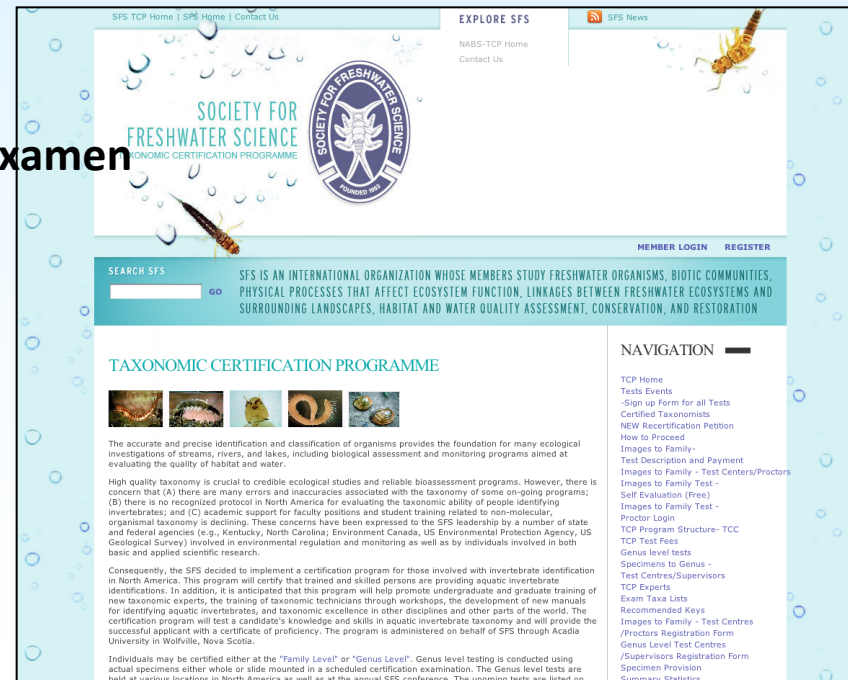 SFS TCP Home | SFS Home | Contact Us
EXPLORE SFS
SFS News
NABS-TCP Home
Contact Us
SOCIETY FOR
FRESHWATER SCIENCE
TAXONOMIC CERTIFICATION PROGRAMME
SOCIETY FOR FRESHWATER SCIENCE
FOUNDED 1953
xamen
MEMBER LOGIN REGISTER
SEARCH SFS
GO
SFS IS AN INTERNATIONAL ORGANIZATION WHOSE MEMBERS STUDY FRESHWATER ORGANISMS, BIOTIC COMMUNITIES,
PHYSICAL PROCESSES THAT AFFECT ECOSYSTEM FUNCTION, LINKAGES BETWEEN FRESHWATER ECOSYSTEMS AND
SURROUNDING LANDSCAPES, HABITAT AND WATER QUALITY ASSESSMENT, CONSERVATION, AND RESTORATION
TAXONOMIC CERTIFICATION PROGRAMME
The accurate and precise identification and classification of organisms provides the foundation for many ecological
investigations of streams, rivers, and lakes, including biological assessment and monitoring programs aimed at
evaluating the quality of habitat and water.
High quality taxonomy is crucial to credible ecological studies and reliable bioassessment programs. However, there is
concern that (A) there are many errors and inaccuracies associated with the taxonomy of some on-going programs;
(B) there is no recognized protocol in North America for evaluating the taxonomic ability of people identifying
invertebrates; and (C) academic support for faculty positions and student training related to non-molecular,
organismal taxonomy is declining. These concerns have been expressed to the SFS leadership by a number of state
and federal agencies (e.g., Kentucky, North Carolina; Environment Canada, US Environmental Protection Agency, US
Geological Survey) involved in environmental regulation and monitoring as well as by individuals involved in both
basic and applied scientific research.
Consequently, the SFS decided to implement a certification program for those involved with invertebrate identification
in North America. This program will certify that trained and skilled persons are providing aquatic invertebrate
identifications. In addition, it is anticipated that this program will help promote undergraduate and graduate training of
new taxonomic experts, the training of taxonomic technicians through workshops, the development of new manuals
for identifying aquatic invertebrates, and taxonomic excellence in other disciplines and other parts of the world. The
certification program will test a candidate's knowledge and skills in aquatic invertebrate taxonomy and will provide the
successful applicant with a certificate of proficiency. The program is administered on behalf of SFS through Acadia
University in Wolfville, Nova Scotia.
Individuals may be certified either at the "Family Level" or "Genus Level". Genus level testing is conducted using
actual specimens either whole or slide mounted in a scheduled certification examination. The Genus level tests are
held at various locations in North America as well as at the annual SFS conference. The upoming tests are listed on
NAVIGATION
TCP Home
Tests Events
-Sign up Form for all Tests
Certified Taxonomists
NEW Recertification Petition
How to Proceed
Images to Family-
Test Description and Payment
Images to Family - Test Centers/Proctors
Images to Family Test -
Self Evaluation (Free)
Images to Family Test -
Proctor Login
TCP Program Structure- TCC
TCP Test Fees
Genus level tests
Specimens to Genus -
Test Centres/Supervisors
TCP Experts
Exam Taxa Lists
Recommended Keys
Images to Family - Test Centres
/Proctors Registration Form
Genus Level Test Centres
/Supervisors Registration Form
Specimen Provision
Summary Statistics